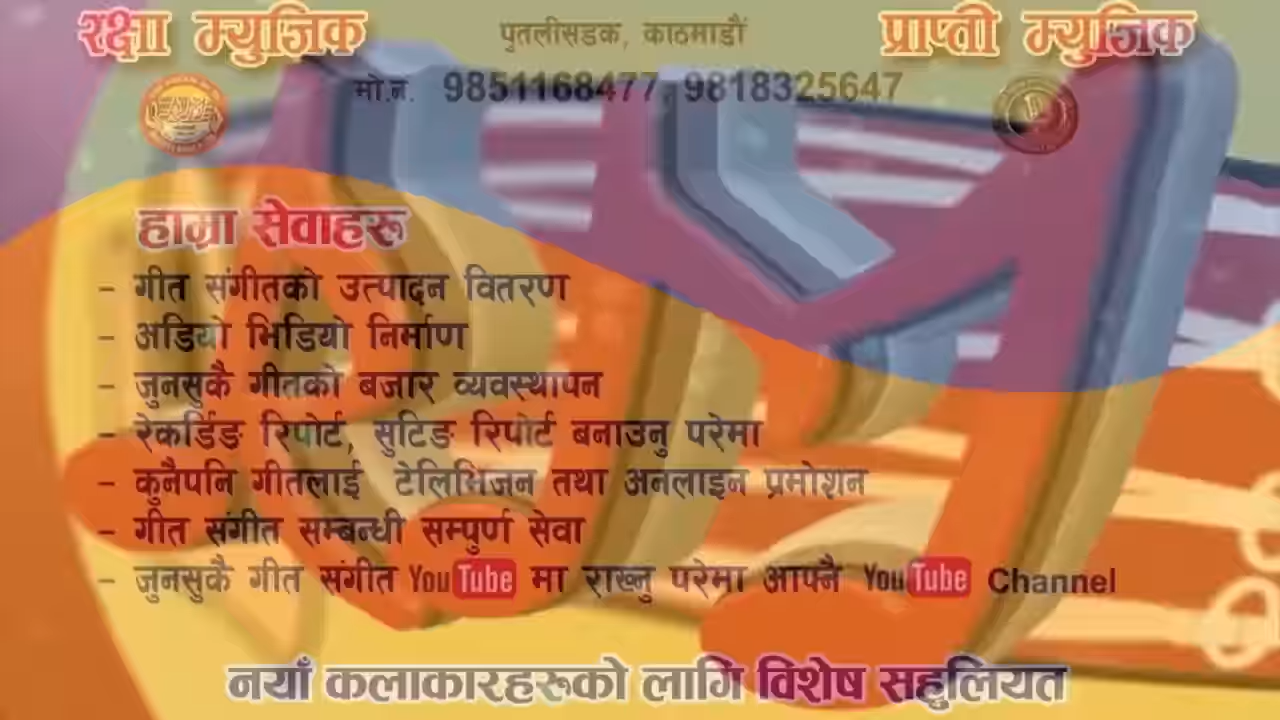 रक्षा म्युजिक
पुतलीसडक, काठमाडौं
प्राप्ती म्युजिक
मो.न. 9851168477, 9818325647
हाम्रा सेवाहरु
- गीत संगीतको उत्पादन वितरण
- अडियो भिडियो निर्माण
- जुनसुकै गीतको बजार व्यवस्थापन
- रेकर्डिङ रिपोर्ट, सुटिङ रिपोर्ट बनाउनु परेमा
- कुनैपनि गीतलाई टेलिभिजन तथा अनलाइन प्रमोशन
- गीत संगीत सम्बन्धी सम्पुर्ण सेवा
- जुनसुकै गीत संगीत YouTube मा राख्नु परेमा आफ्नै YouTube Channel
नयाँ कलाकारहरुको लागि विशेष सहुलियत